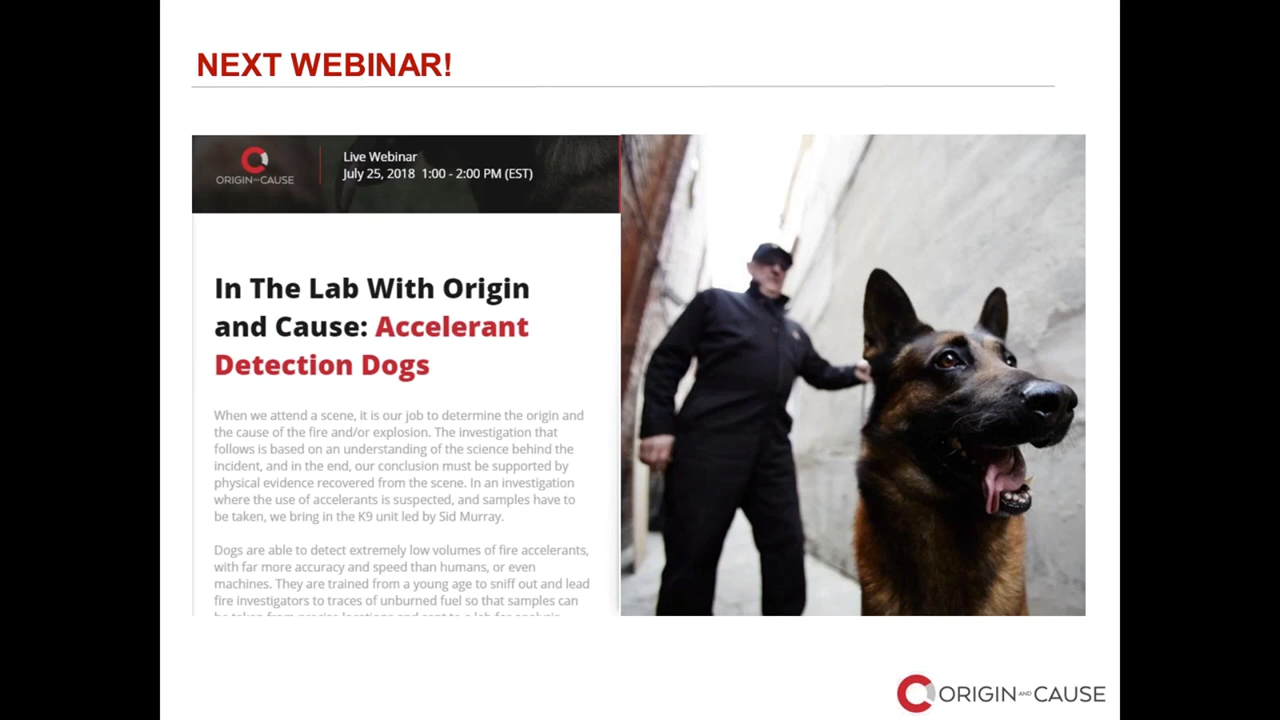 NEXT WEBINAR!
ORIGIN AND CAUSE
Live Webinar
July 25, 2018 1:00 - 2:00 PM (EST)
In The Lab With Origin
and Cause: Accelerant
Detection Dogs
When we attend a scene, it is our job to determine the origin and
the cause of the fire and/or explosion. The investigation that
follows is based on an understanding of the science behind the
incident, and in the end, our conclusion must be supported by
physical evidence recovered from the scene. In an investigation
where the use of accelerants is suspected, and samples have to
be taken, we bring in the K9 unit led by Sid Murray.
Dogs are able to detect extremely low volumes of fire accelerants,
with far more accuracy and speed than humans, or even
machines. They are trained from a young age to sniff out and lead
fire investigators to traces of unburned fuel so that samples can
ORIGIN AND CAUSE